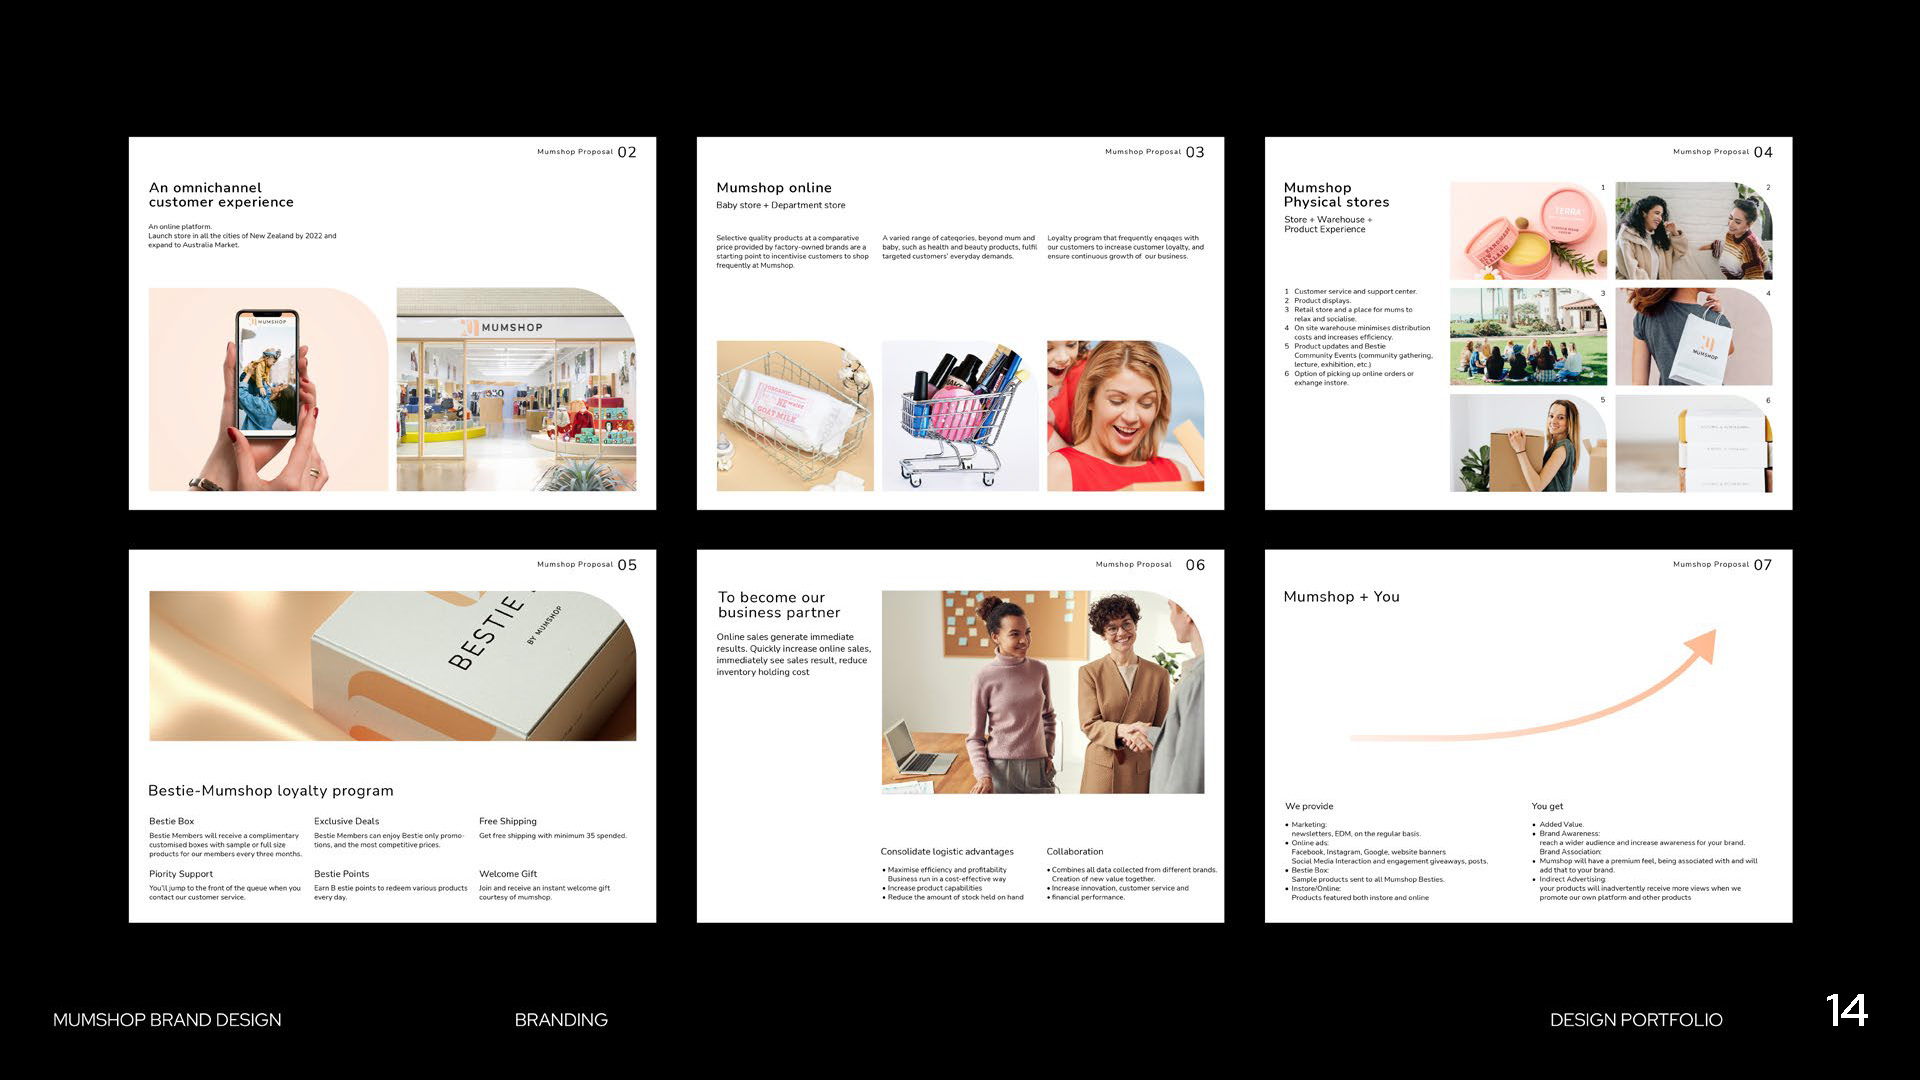 Mumshop Proposal 02
An omnichannel
customer experience
An online platform.
Launch store in all the cities of New Zealand by 2022 and
expand to Australia Market.
MUMSHOP
MUMSHOP
Mumshop Proposal 03
Mumshop online
Baby store + Department store
Selective quality products at a comparative
price provided by factory-owned brands are a
starting point to incentivise customers to shop
frequently at Mumshop.
A varied range of categories, beyond mum and
baby, such as health and beauty products, fulfil
targeted customers' everyday demands.
Loyalty program that frequently engages with
our customers to increase customer loyalty, and
ensure continuous growth of our business.
ORGANIC
GOAT MILK
Mumshop Proposal 04
Mumshop
Physical stores
Store + Warehouse +
Product Experience
1 Customer service and support center.
2 Product displays.
3 Retail store and a place for mums to
relax and socialise.
4 On site warehouse minimises distribution
costs and increases efficiency.
5 Product updates and Bestie
Community Events (community gathering,
lecture, exhibition, etc.)
6 Option of picking up online orders or
exhange instore.
1
TERRA
HANDMADE
NEW ZEALAND
2
3
4
MUMSHOP
5
6
Mumshop Proposal 05
BESTIE
BY MUMSHOP
Bestie-Mumshop loyalty program
Bestie Box
Bestie Members will receive a complimentary
customised boxes with sample or full size
products for our members every three months.
Exclusive Deals
Bestie Members can enjoy Bestie only promo-
tions, and the most competitive prices.
Free Shipping
Get free shipping with minimum 35 spended.
Piority Support
You'll jump to the front of the queue when you
contact our customer service.
Bestie Points
Earn B estie points to redeem various products
every day.
Welcome Gift
Join and receive an instant welcome gift
courtesy of mumshop.
Mumshop Proposal 06
To become our
business partner
Online sales generate immediate
results. Quickly increase online sales,
immediately see sales result, reduce
inventory holding cost
Consolidate logistic advantages
• Maximise efficiency and profitability
Business run in a cost-effective way
• Increase product capabilities
• Reduce the amount of stock held on hand
Collaboration
• Combines all data collected from different brands.
Creation of new value together.
• Increase innovation, customer service and
• financial performance.
Mumshop Proposal 07
Mumshop + You
We provide
• Marketing:
newsletters, EDM, on the regular basis.
• Online ads:
Facebook, Instagram, Google, website banners
Social Media Interaction and engagement giveaways, posts.
• Bestie Box:
Sample products sent to all Mumshop Besties.
• Instore/Online:
Products featured both instore and online
You get
• Added Value.
• Brand Awareness:
reach a wider audience and increase awareness for your brand.
Brand Association:
• Mumshop will have a premium feel, being associated with and will
add that to your brand.
• Indirect Advertising:
your products will inadvertently receive more views when we
promote our own platform and other products
MUMSHOP BRAND DESIGN
BRANDING
DESIGN PORTFOLIO
14